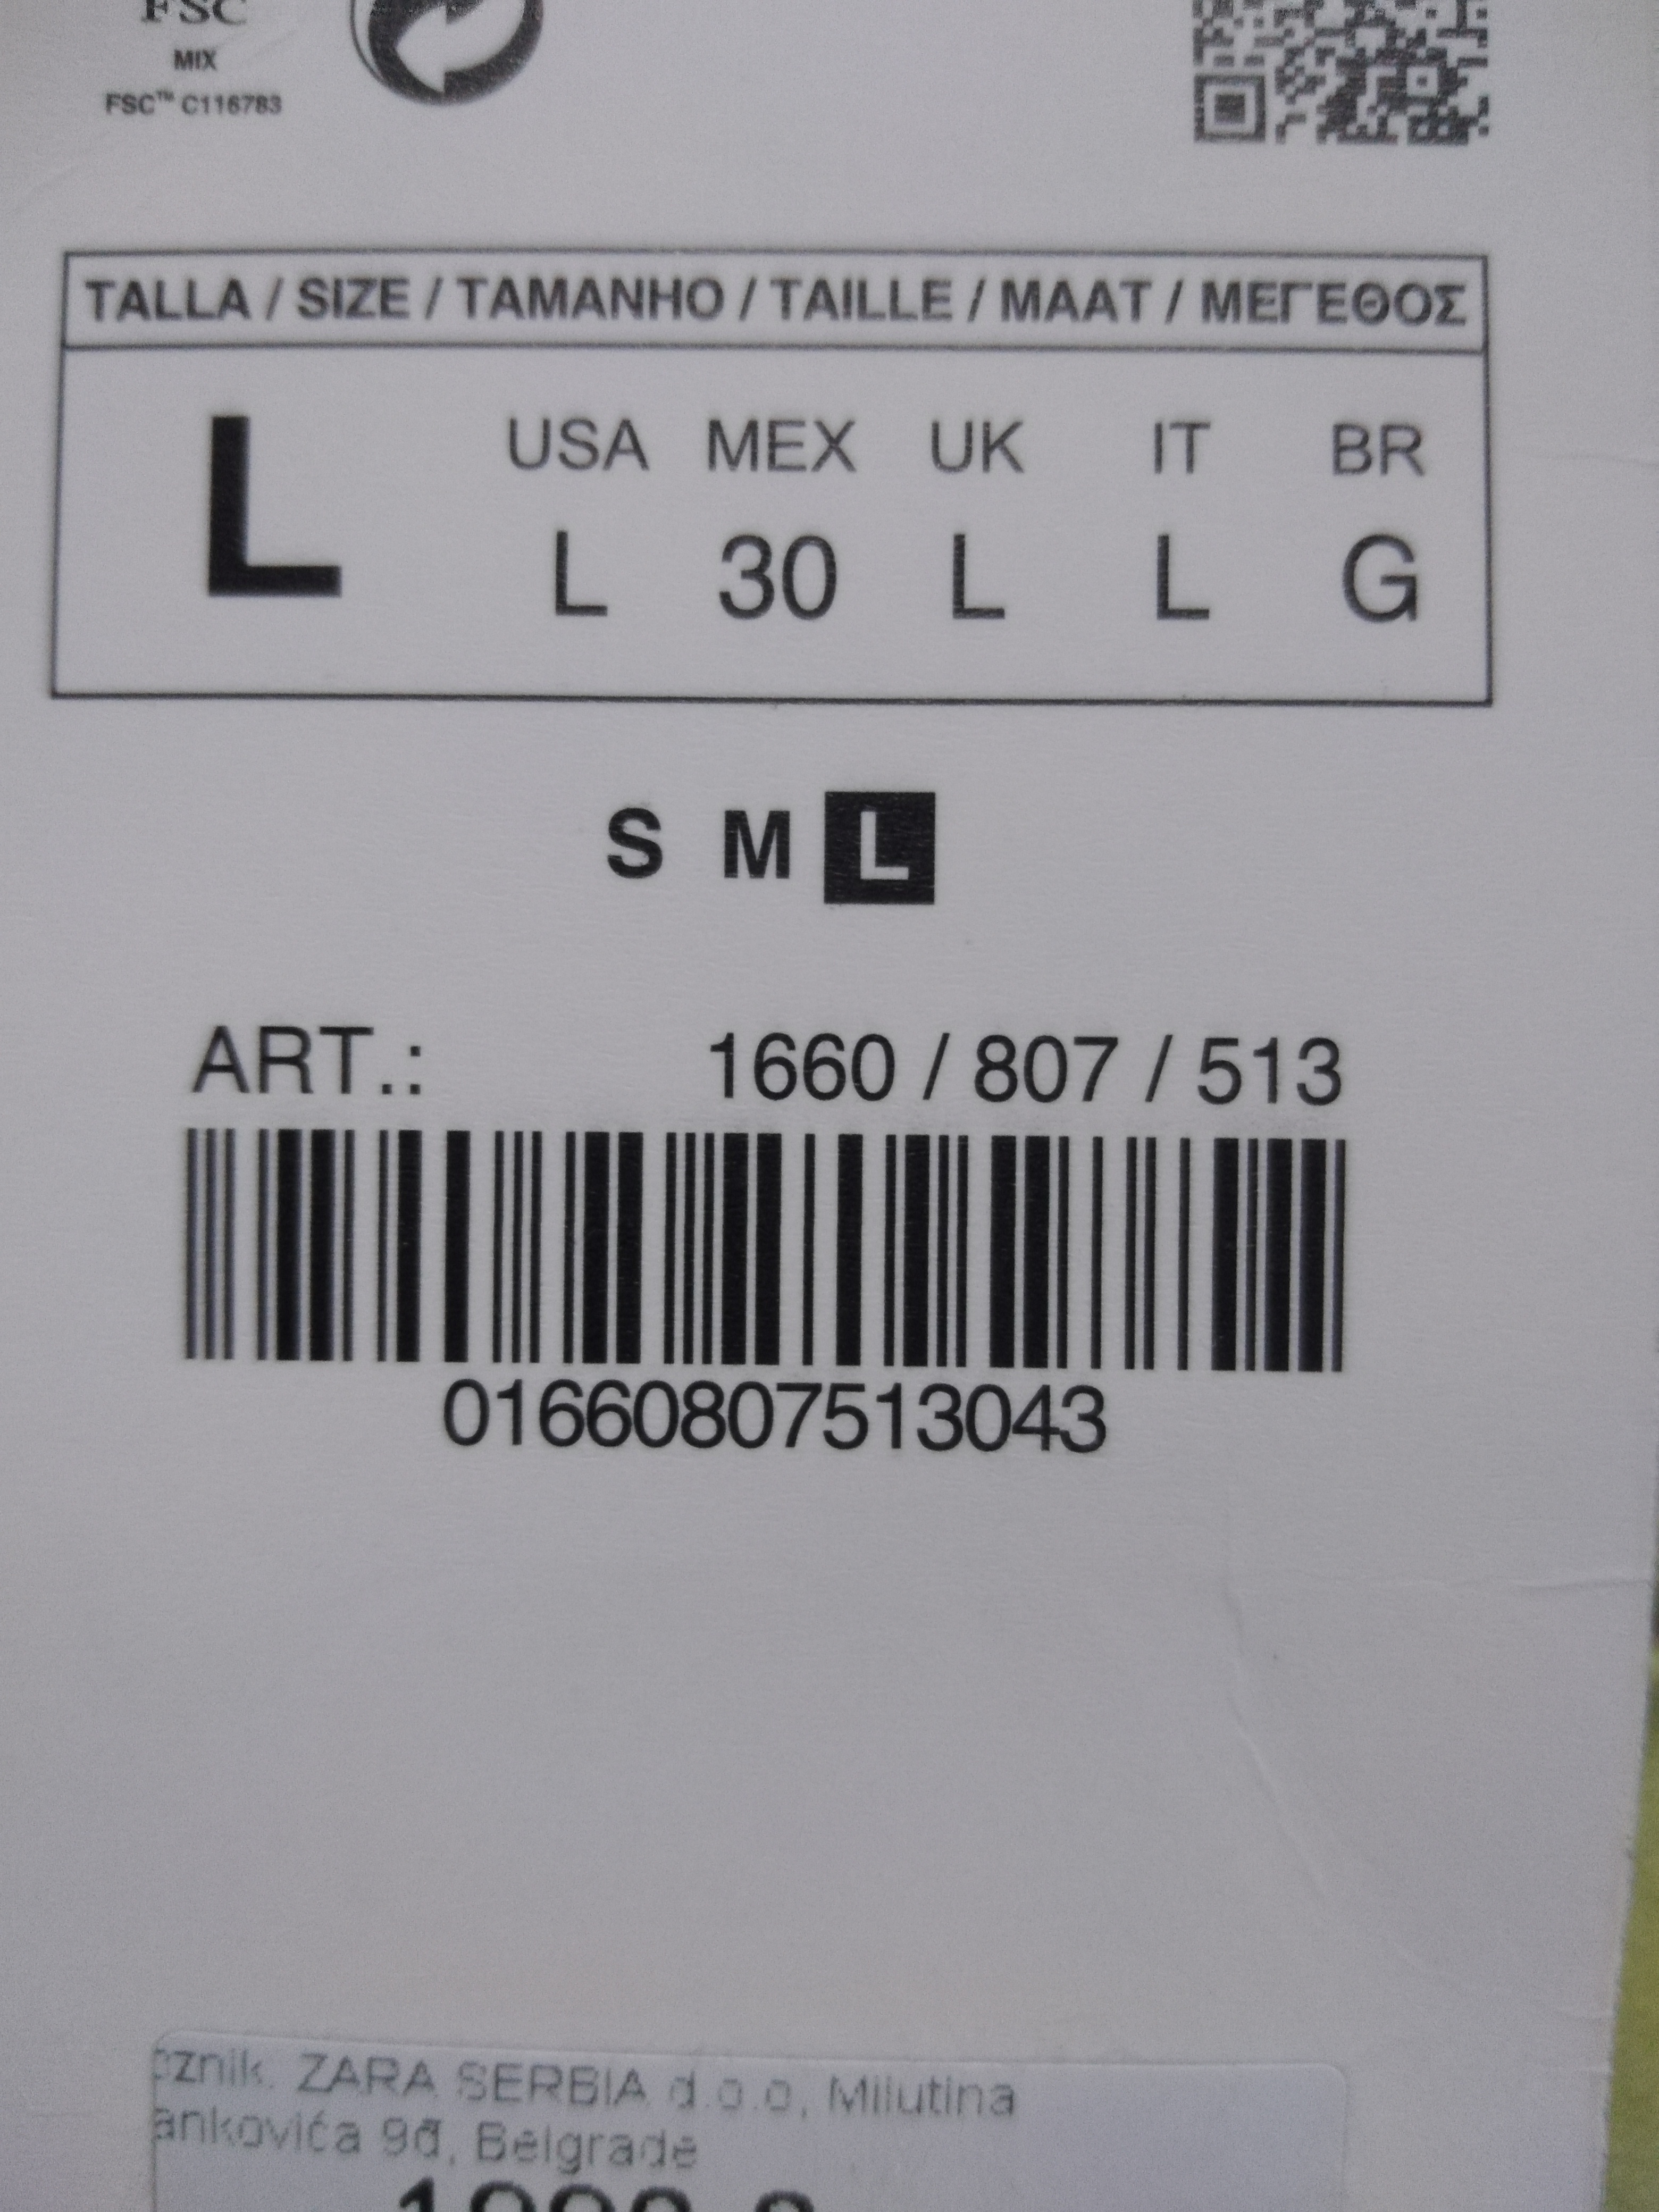 FSC
MIX
FSC™ C116783
TALLA / SIZE / TAMANHO / TAILLE / MAAT / ΜΕΓΕΘΟΣ
L USA MEX UK IT BR
L 30 L L G
S M L
ART.: 1660 / 807 / 513
01660807513043
ZARA SERBIA d.o.o, Milutina
ankovića 9đ, Belgrade